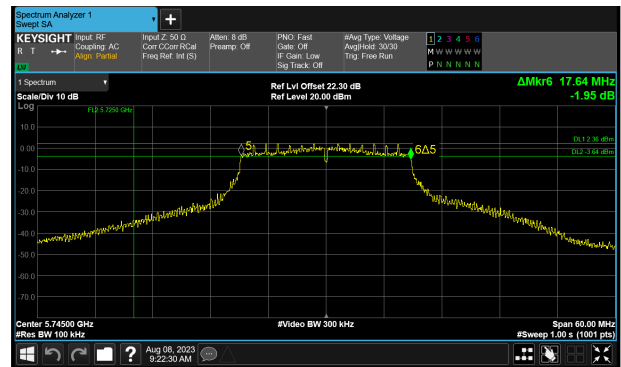 Spectrum Analyzer 1
Swept SA
KEYSIGHT
R T
LXI
Input: RF
Coupling: AC
Align: Partial
Input Z: 50 Ω
Corr CCorr RCal
Freq Ref: Int (S)
Atten: 8 dB
Preamp: Off
PNO: Fast
Gate: Off
IF Gain: Low
Sig Track: Off
#Avg Type: Voltage
Avg|Hold: 30/30
Trig: Free Run
1 2 3 4 5 6
M W W W W W
P N N N N N
1 Spectrum
Scale/Div 10 dB
Log
Ref Lvl Offset 22.30 dB
Ref Level 20.00 dBm
ΔMkr6 17.64 MHz
-1.95 dB
FL2 5.7250 GHz
10.0
DL1 2.36 dBm
0.00
5
6Δ5
DL2 -3.64 dBm
-10.0
-20.0
-30.0
-40.0
-50.0
-60.0
-70.0
Center 5.74500 GHz
#Video BW 300 kHz
Span 60.00 MHz
#Res BW 100 kHz
#Sweep 1.00 s (1001 pts)
?
Aug 08, 2023
9:22:30 AM